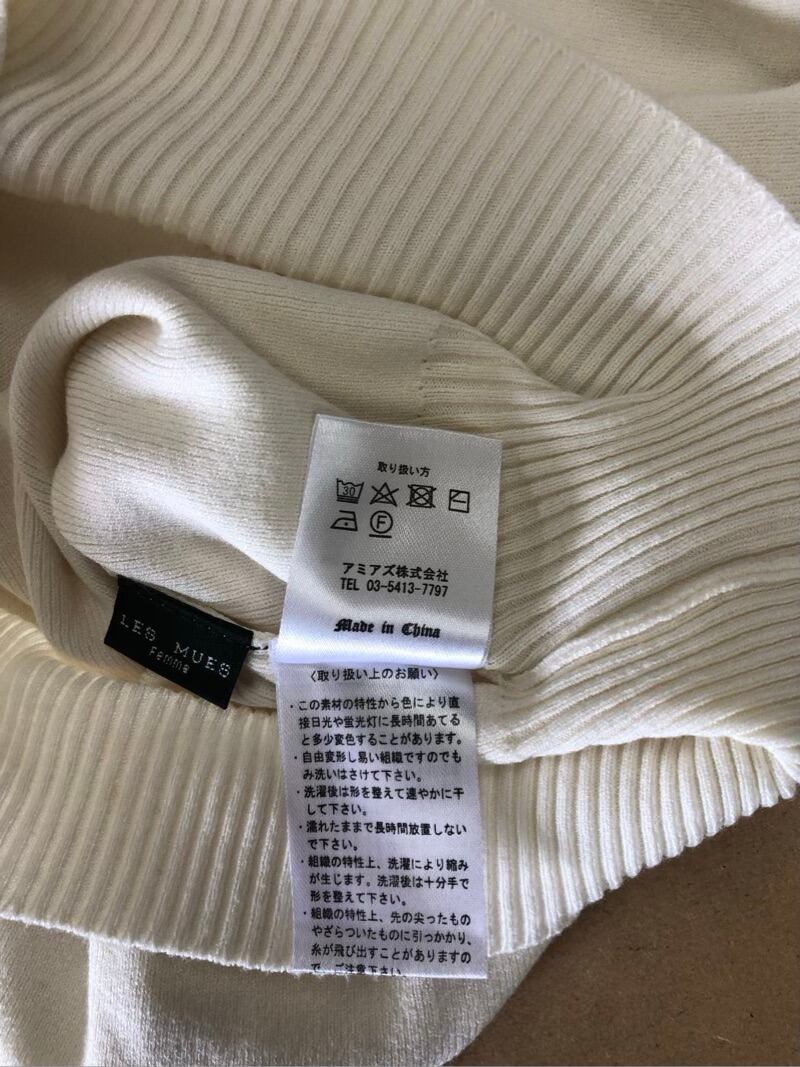 取り扱い方
30
F
アミアズ株式会社
TEL 03-5413-7797
Made in China
LES MUES
Femme
〈取り扱い上のお願い〉
・この素材の特性から色により直
接日光や蛍光灯に長時間あてる
と多少変色することがあります。
・自由変形し易い組織ですのでも
み洗いはさけて下さい。
・洗濯後は形を整えて速やかに干
して下さい。
・濡れたままで長時間放置しない
で下さい。
・組織の特性上、洗濯により縮み
が生じます。洗濯後は十分手で
形を整えて下さい。
・組織の特性上、先の尖ったもの
やざらついたものに引っかかり、
糸が飛び出すことがありますの
で、ご注意下さい。